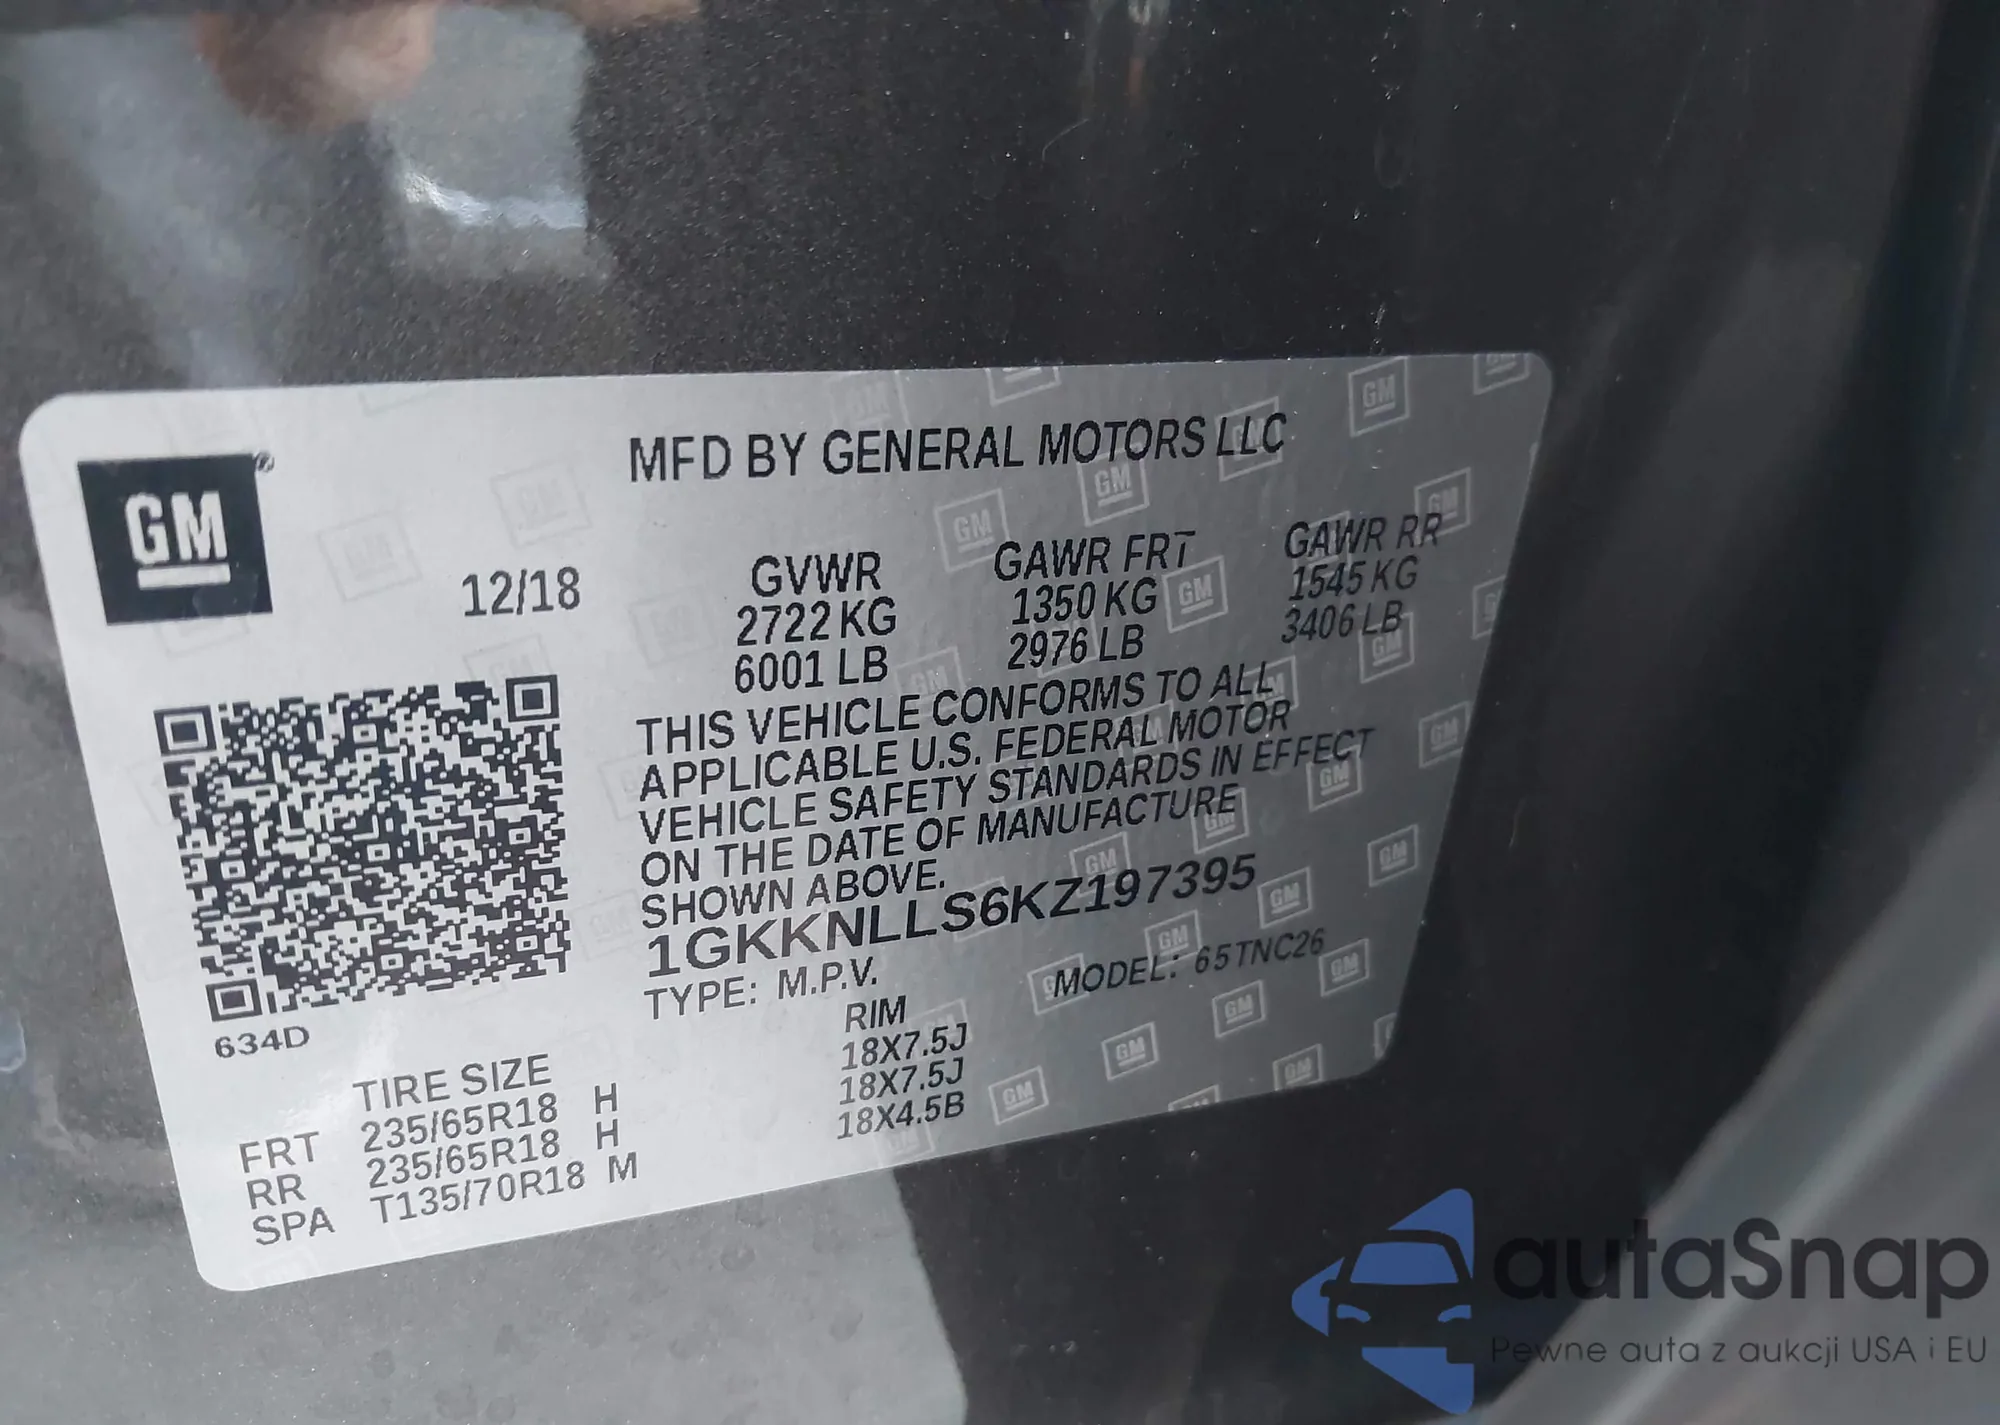 GM
MFD BY GENERAL MOTORS LLC
12/18
GVWR GAWR FRT GAWR RR
2722 KG 1350 KG 1545 KG
6001 LB 2976 LB 3406 LB
THIS VEHICLE CONFORMS TO ALL
APPLICABLE U.S. FEDERAL MOTOR
VEHICLE SAFETY STANDARDS IN EFFECT
ON THE DATE OF MANUFACTURE
SHOWN ABOVE.
1GKKNLLS6KZ197395
TYPE: M.P.V. MODEL: 65TNC26
634D
TIRE SIZE RIM
FRT 235/65R18 H 18X7.5J
RR 235/65R18 H 18X7.5J
SPA T135/70R18 M 18X4.5B
autaSnap
Pewne auta z aukcji USA i EU